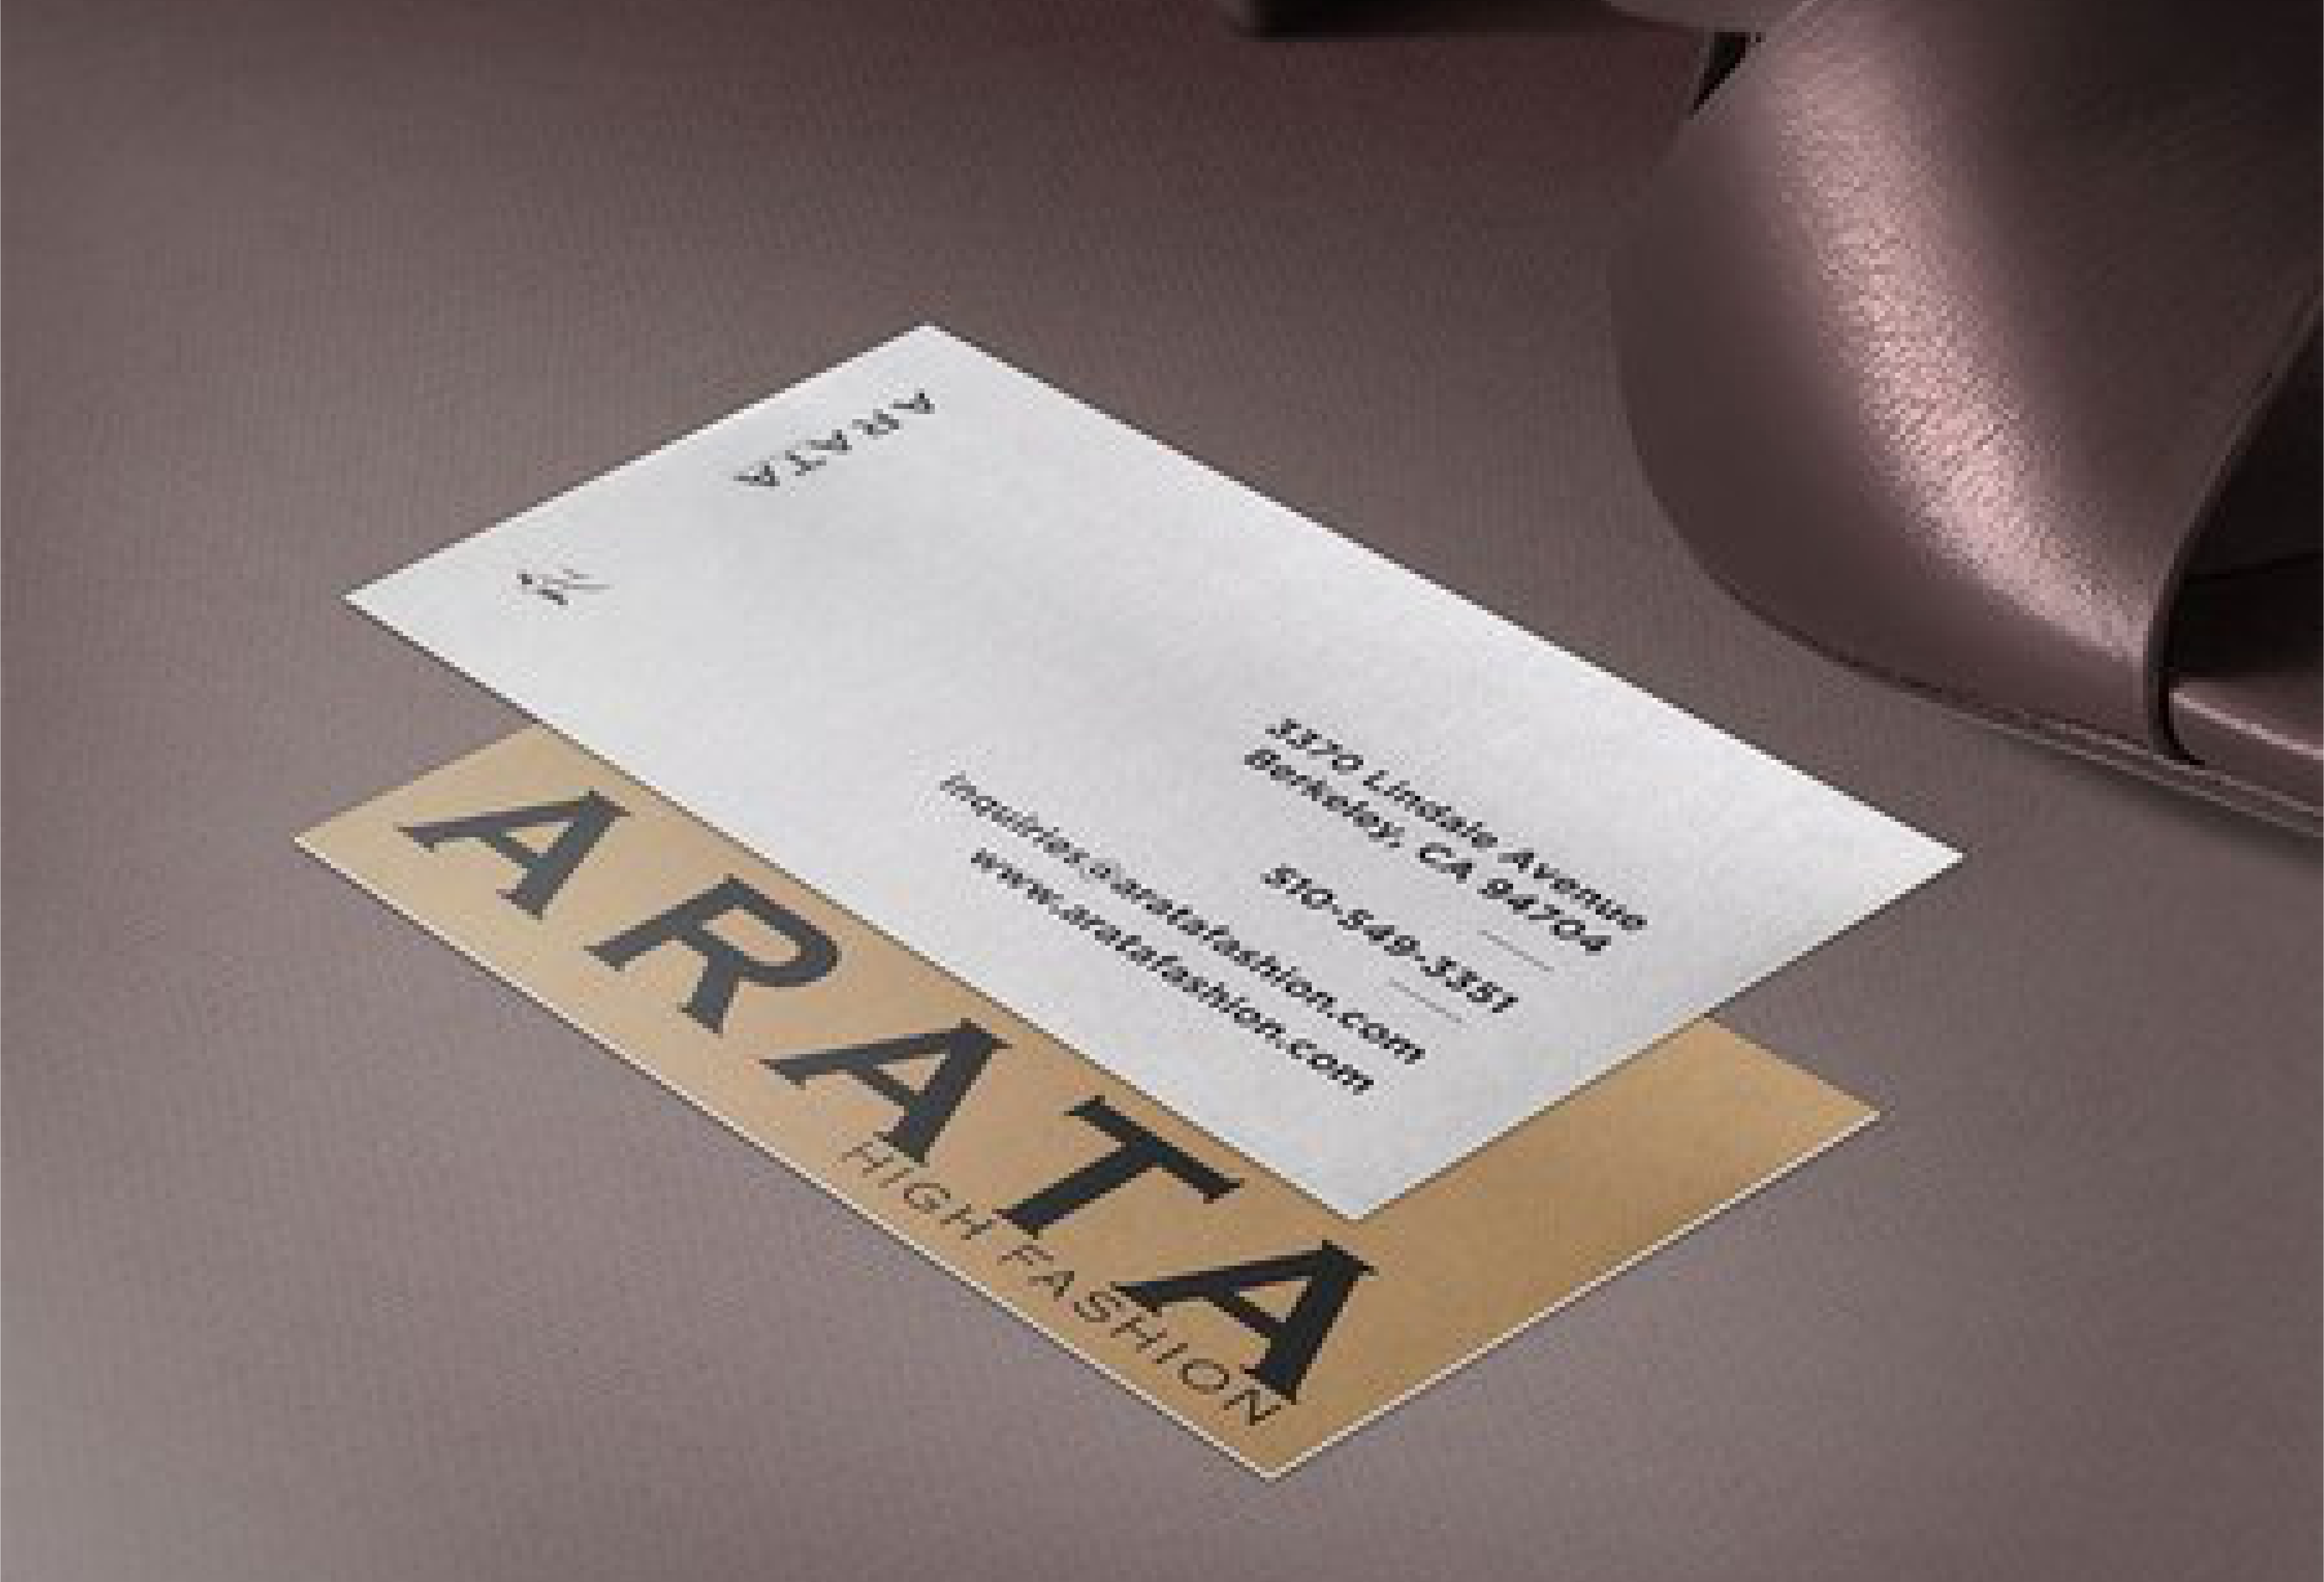 ARATA
3370 Lindale Avenue
Berkeley, CA 94704
510-549-3351
inquiries@aratafashion.com
www.aratafashion.com
ARATA
HIGH FASHION